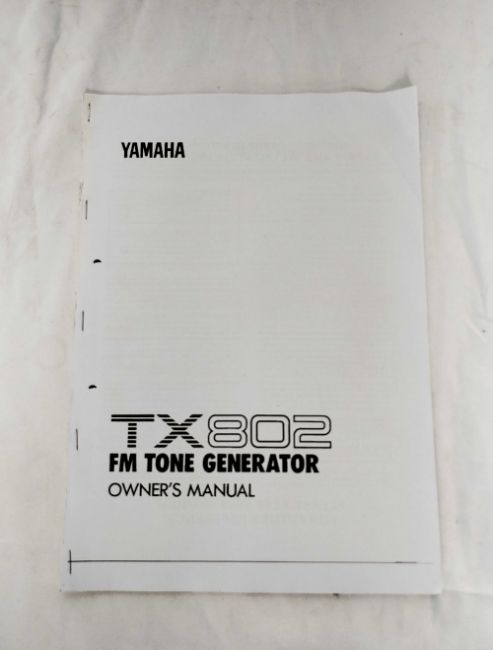 YAMAHA
TX802
FM TONE GENERATOR
OWNER'S MANUAL